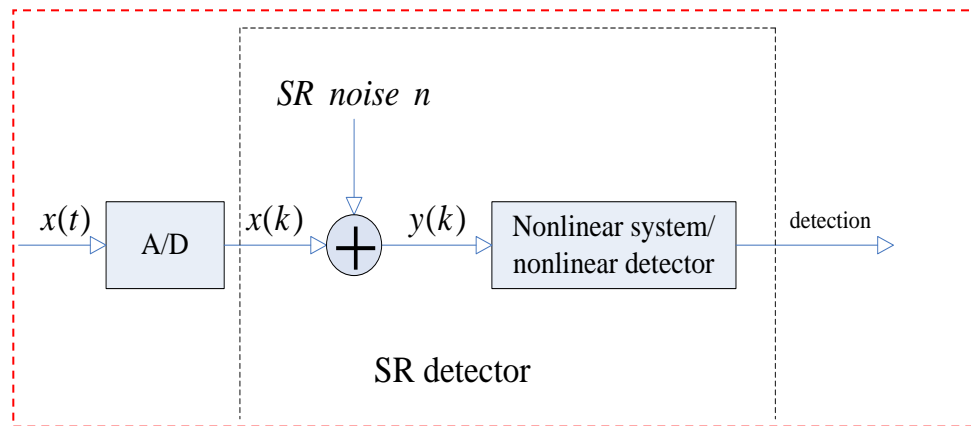 SR noise n
x(t)
A/D
x(k)
+
y(k)
Nonlinear system/
nonlinear detector
detection
SR detector